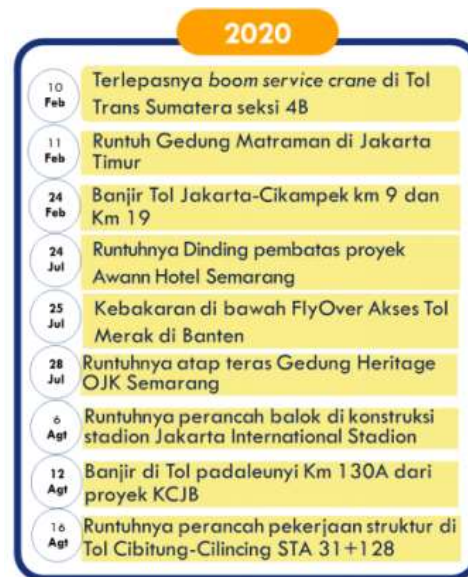 2020
10
Feb
Terlepasnya boom service crane di Tol
Trans Sumatera seksi 4B
11
Feb
Runtuh Gedung Matraman di Jakarta
Timur
24
Feb
Banjir Tol Jakarta-Cikampek km 9 dan
Km 19
24
Jul
Runtuhnya Dinding pembatas proyek
Awann Hotel Semarang
25
Jul
Kebakaran di bawah FlyOver Akses Tol
Merak di Banten
28
Jul
Runtuhnya atap teras Gedung Heritage
OJK Semarang
6
Agt
Runtuhnya perancah balok di konstruksi
stadion Jakarta International Stadion
12
Agt
Banjir di Tol padaleunyi Km 130A dari
proyek KCJB
16
Agt
Runtuhnya perancah pekerjaan struktur di
Tol Cibitung-Cilincing STA 31+128